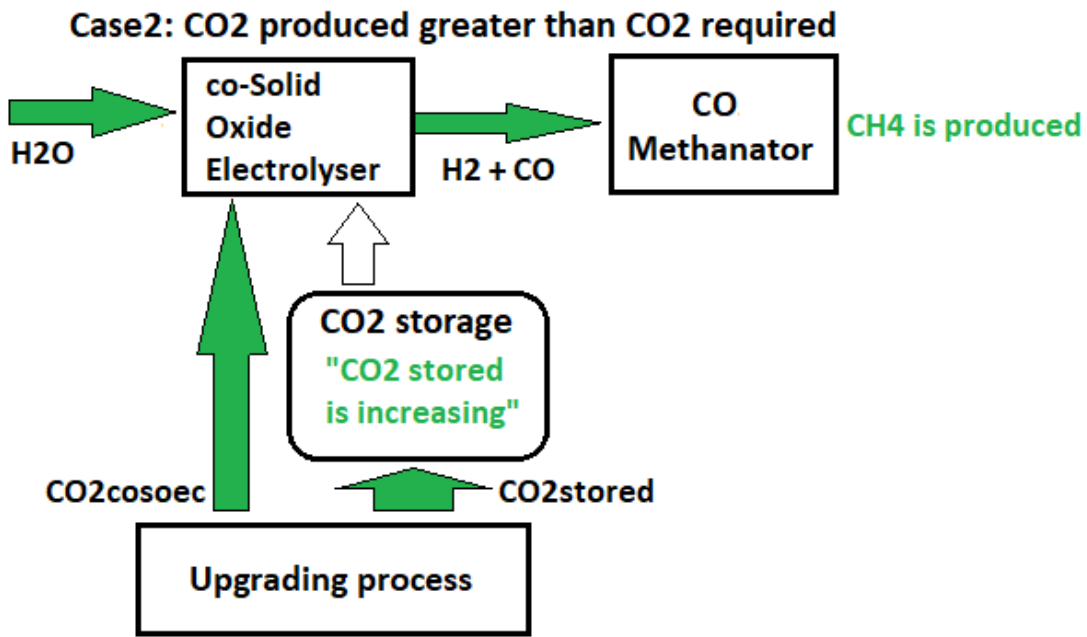 Case2: CO2 produced greater than CO2 required
co-Solid
Oxide
Electrolyser
CO
Methanator
CH4 is produced
H2O
H2 + CO
CO2 storage
"CO2 stored
is increasing"
CO2cosoec
CO2stored
Upgrading process